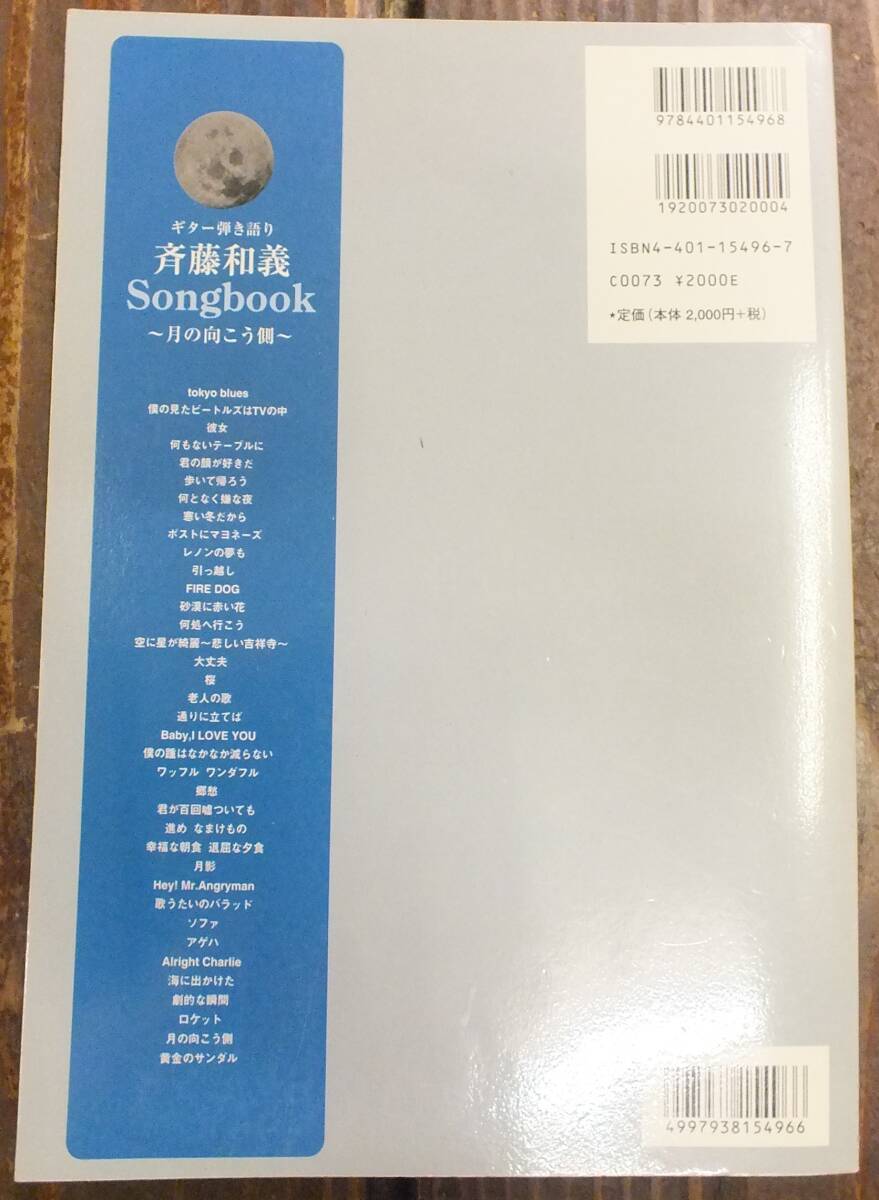 ギター弾き語り
斉藤和義
Songbook
～月の向こう側～
tokyo blues
僕の見たビートルズはTVの中
彼女
何もないテーブルに
君の顔が好きだ
歩いて帰ろう
何となく嫌な夜
寒い冬だから
ポストにマヨネーズ
レノンの夢も
引っ越し
FIRE DOG
砂漠に赤い花
何処へ行こう
空に星が綺麗～悲しい吉祥寺～
大丈夫
桜
老人の歌
通りに立てば
Baby,I LOVE YOU
僕の踵はなかなか減らない
ワッフル ワンダフル
郷愁
君が百回嘘ついても
進め なまけもの
幸福な朝食 退屈な夕食
月影
Hey! Mr.Angryman
歌うたいのバラッド
ソファ
アゲハ
Alright Charlie
海に出かけた
劇的な瞬間
ロケット
月の向こう側
黄金のサンダル
9784401154968
1920073020004
ISBN4-401-15496-7
C0073 ¥2000E
★定価（本体 2,000円+税）
4997938154966